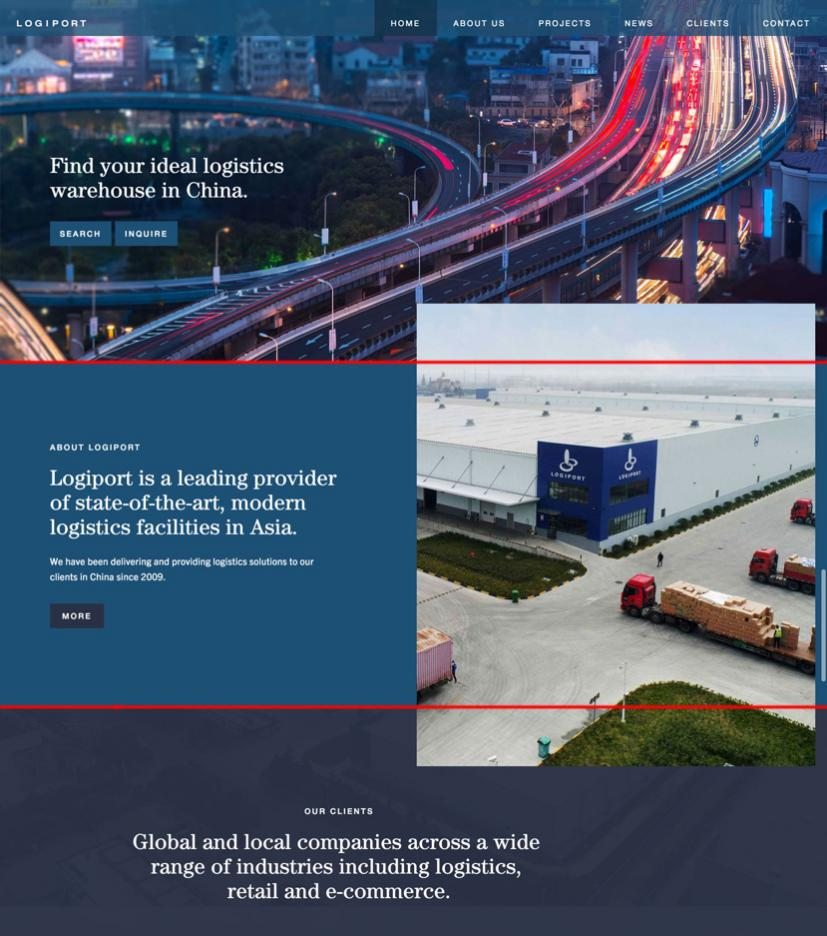 LOGIPORT
HOME
ABOUT US
PROJECTS
NEWS
CLIENTS
CONTACT
Find your ideal logistics
warehouse in China.
SEARCH
INQUIRE
ABOUT LOGIPORT
Logiport is a leading provider
of state-of-the-art, modern
logistics facilities in Asia.
We have been delivering and providing logistics solutions to our
clients in China since 2009.
MORE
LOGIPORT
LOGIPORT
OUR CLIENTS
Global and local companies across a wide
range of industries including logistics,
retail and e-commerce.